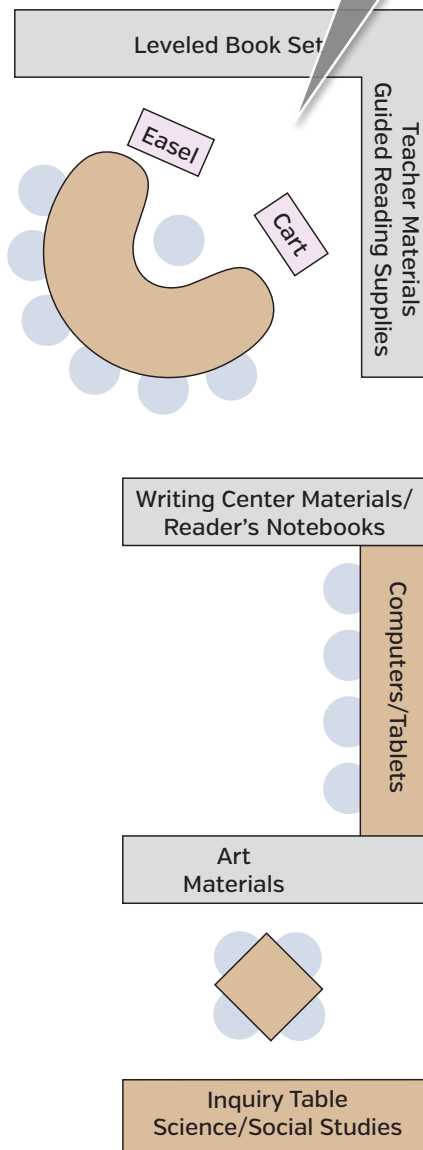 Leveled Book Set
Easel
Cart
Teacher Materials
Guided Reading Supplies
Writing Center Materials/
Reader's Notebooks
Computers/Tablets
Art
Materials
Inquiry Table
Science/Social Studies